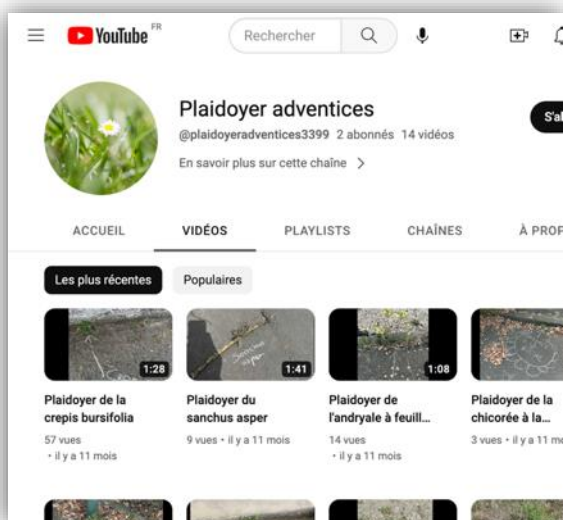 YouTube FR
Rechercher
Plaidoyer adventices
@plaidoyeradventices3399 2 abonnés 14 vidéos
En savoir plus sur cette chaîne >
ACCUEIL VIDÉOS PLAYLISTS CHAÎNES À PROP
Les plus récentes Populaires
1:28 1:41 1:08
Plaidoyer de la
crepis bursifolia
57 vues
• il y a 11 mois
Plaidoyer du
sanchus asper
9 vues • il y a 11 mois
Plaidoyer de
l'andryale à feuill...
14 vues
• il y a 11 mois
Plaidoyer de la
chicorée à la...
3 vues • il y a 11 mo